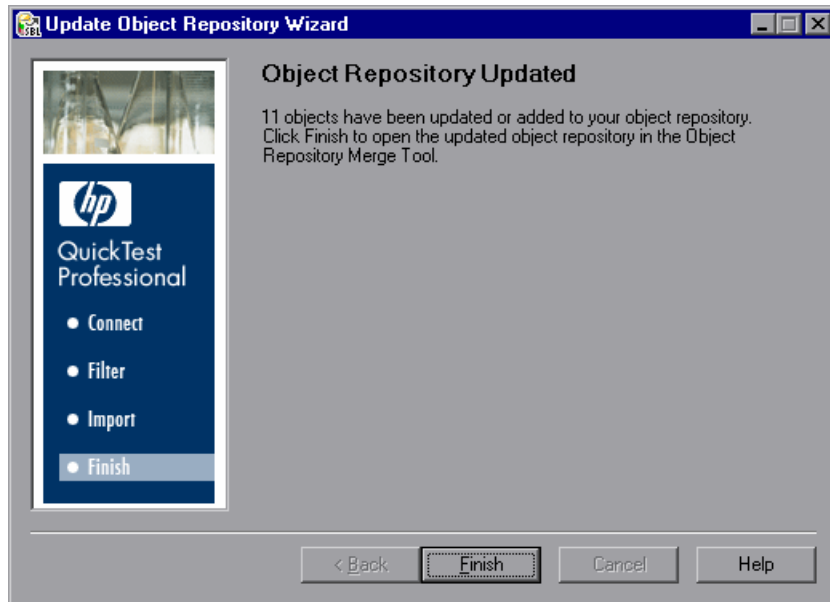 SBL
Update Object Repository Wizard
Object Repository Updated
11 objects have been updated or added to your object repository.
Click Finish to open the updated object repository in the Object
Repository Merge Tool.
hp
QuickTest
Professional
Connect
Filter
Import
Finish
< Back
Finish
Cancel
Help